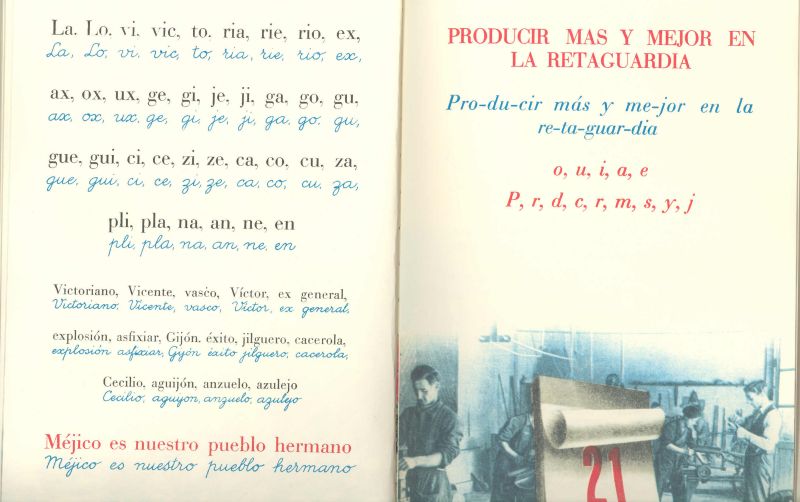 La. Lo. vi. vic, to. ria, rie, rio, ex,
La, Lo, vi. vic, to, ria, rie, rio, ex,
ax, ox, ux, ge, gi, je, ji, ga, go, gu,
ax, ox, ux. ge, gi, je, ji, ga, go. gu,
gue, gui, ci, ce, zi, ze, ca, co, cu, za,
gue, gui, ci, ce, zi, ze, ca, co, cu, za,
pli, pla, na, an, ne, en
pli, pla, na, an, ne, en
Victoriano, Vicente, vasco, Víctor, ex general,
Victoriano, Vicente, vasco, Víctor, ex general,
explosión, asfixiar, Gijón. éxito, jilguero, cacerola,
explosión asfixiar, Gyón éxito jilguero, cacerola,
Cecilio, aguijón, anzuelo, azulejo
Cecilio, aguyon, anzuelo, azulejo
Méjico es nuestro pueblo hermano
Méjico es nuestro pueblo hermano
PRODUCIR MAS Y MEJOR EN
LA RETAGUARDIA
Pro-du-cir más y me-jor en la
re-ta-guar-dia
o, u, i, a, e
P, r, d, c, r, m, s, y, j
21